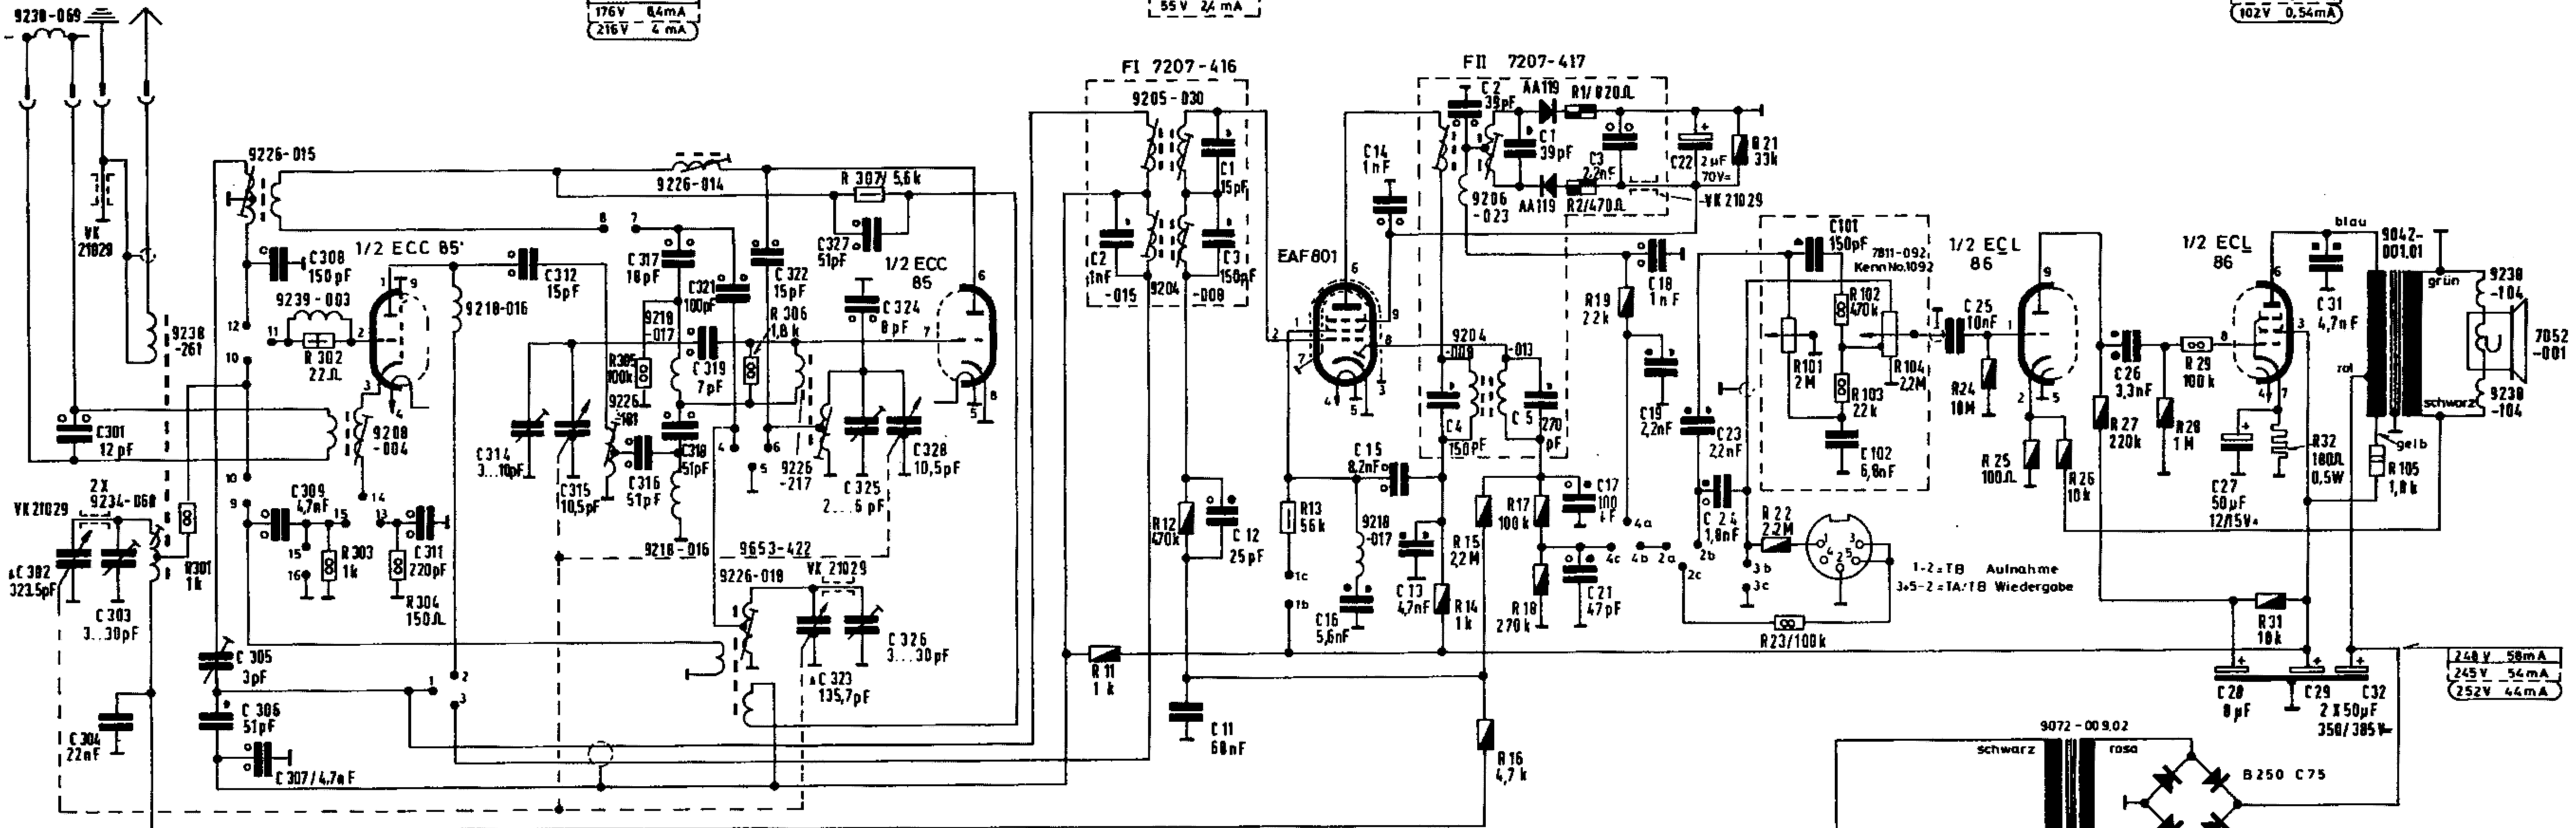 9230-069
176V 8,4mA
216V 4 mA
55V 2,4 mA
102V 0,54mA
FI 7207-416
9205-030
C1
15pF
C2
1nF
C3
150pF
-015
9204
-008
FII 7207-417
C2
39pF
AA119
R1/820Ω
C1
39pF
C3
2,2nF
C22
2µF
70V=
R21
33k
AA119
R2/470Ω
VK21029
9206
-023
C14
1nF
VK
21029
9226-015
9226-014
R 307/ 5,6k
C327
51pF
C308
150pF
1/2 ECC 85
9239-003
R 302
22Ω
9218-016
C312
15pF
C317
18pF
C321
100pF
C322
15pF
1/2 ECC
85
C324
8pF
9218
-017
R 306
1,8k
R305
100k
C319
7pF
9238
-261
C301
12pF
9208
-004
C314
3...10pF
C315
10,5pF
9226
-101
C316
51pF
C318
51pF
9226
-217
C325
2...6pF
C328
10,5pF
9218-016
9653-422
9226-018
VK 21029
2X
9234-068
VK21029
C302
323,5pF
C303
3...30pF
R301
1k
C309
4,7nF
R303
1k
C311
220pF
R304
150Ω
C305
3pF
C306
51pF
C304
22nF
C307/4,7nF
C323
135,7pF
C326
3...30pF
R11
1k
C11
68nF
R12
470k
C12
25pF
EAF801
R13
56k
C15
8,2nF
9218
-017
C16
5,6nF
C13
4,7nF
R14
1k
9204
-009
-013
C4
150pF
C5
270
pF
R15
2,2M
R16
4,7k
R17
100k
C17
100
pF
R18
270k
C21
47pF
R19
22k
C18
1nF
C19
2,2nF
C23
2,2nF
C24
1,8nF
R22
2,2M
R23/100k
1-2=TB Aufnahme
3+5-2=TA/TB Wiedergabe
C101
150pF
7811-092
Kenn No.1092
R101
2M
R102
470k
R103
22k
R104
2,2M
C102
6,8nF
C25
10nF
R24
10M
1/2 ECL
86
R25
100Ω
R26
10k
R27
220k
C26
3,3nF
R28
1M
R29
100k
1/2 ECL
86
C27
50µF
12/15V=
R32
180Ω
0,5W
C31
4,7nF
blau
rot
gelb
R105
1,8k
9042-
001.01
grün
schwarz
9238
-104
7052
-001
9238
-104
R31
10k
C28
8µF
C29
C32
2X50µF
350/385V=
248V 58mA
245V 54mA
252V 44mA
9072-009.02
schwarz
rosa
B250 C75